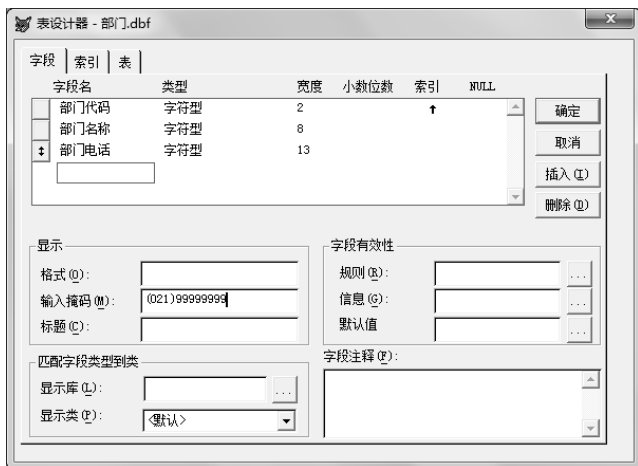 表设计器 - 部门.dbf
字段 索引 表
字段名 类型 宽度 小数位数 索引 NULL
部门代码 字符型 2 ↑
部门名称 字符型 8
部门电话 字符型 13
确定
取消
插入(I)
删除(D)
显示
格式(O):
输入掩码(M): (021)99999999
标题(C):
字段有效性
规则(R): ...
信息(G): ...
默认值 ...
匹配字段类型到类
显示库(L): ...
显示类(P): <默认>
字段注释(F):